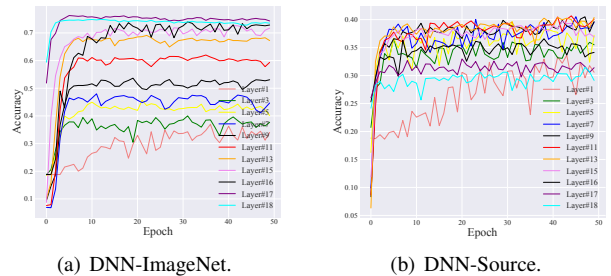 0.7
0.6
0.5
0.4
0.3
0.2
0.1
Accuracy
0 10 20 30 40 50
Epoch
Layer#1
Layer#3
Layer#5
Layer#7
Layer#9
Layer#11
Layer#13
Layer#15
Layer#16
Layer#17
Layer#18
(a) DNN-ImageNet.
0.40
0.35
0.30
0.25
0.20
0.15
0.10
0.05
Accuracy
0 10 20 30 40 50
Epoch
Layer#1
Layer#3
Layer#5
Layer#7
Layer#9
Layer#11
Layer#13
Layer#15
Layer#16
Layer#17
Layer#18
(b) DNN-Source.